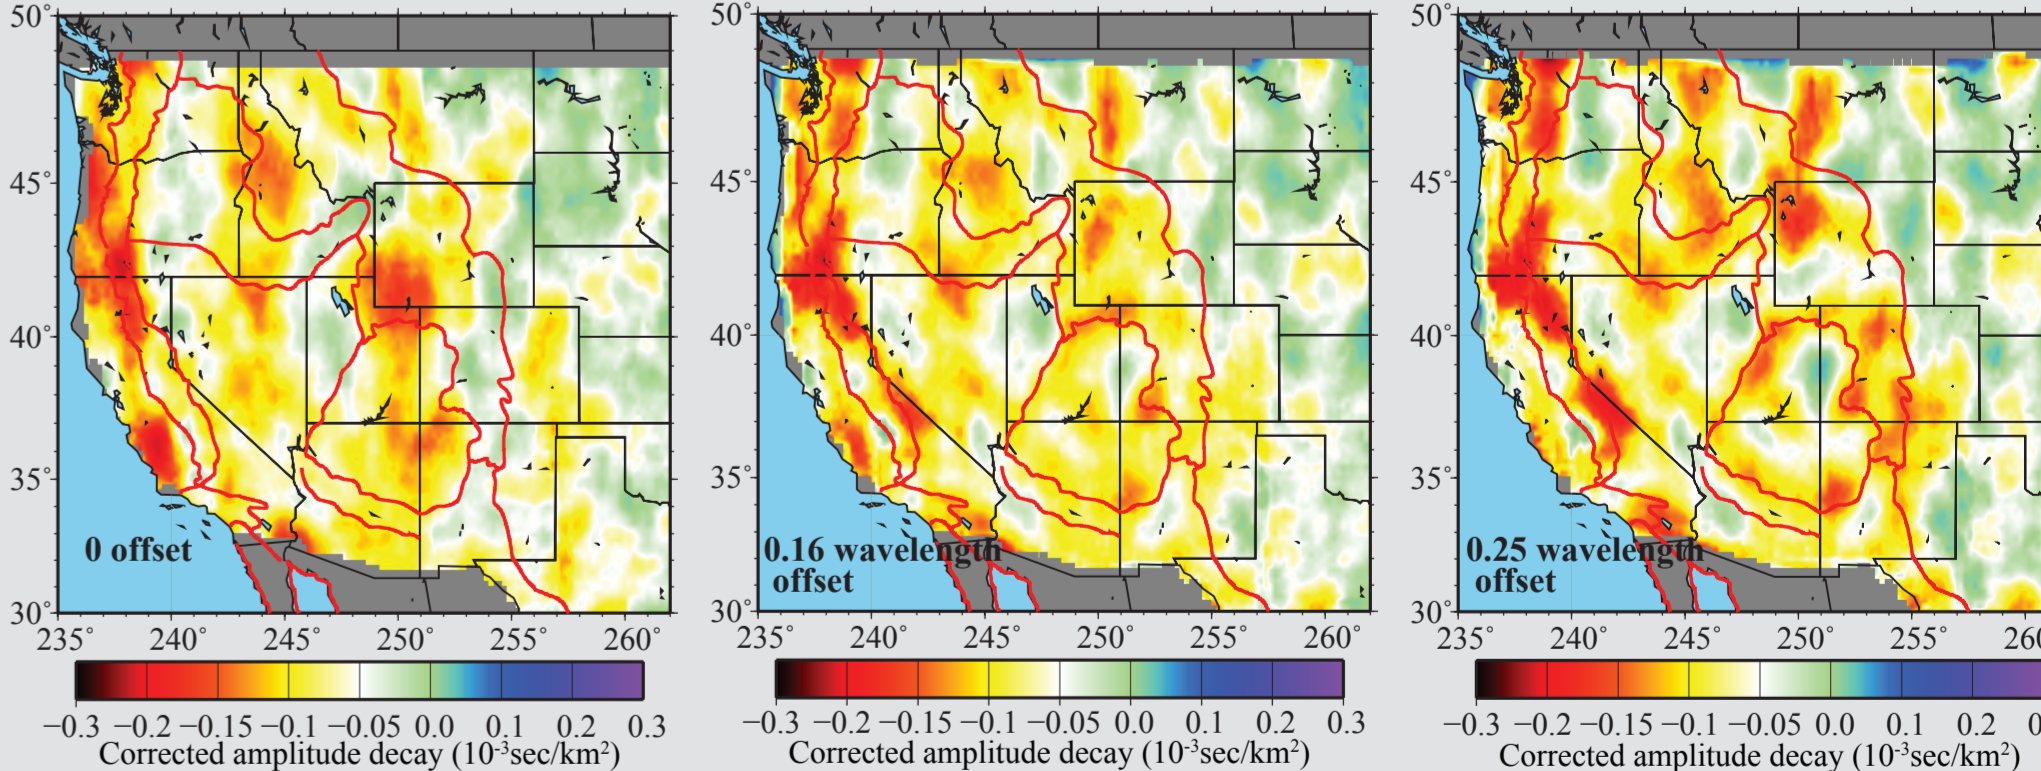 50°
45°
40°
35°
30°
0 offset
235° 240° 245° 250° 255° 260°
−0.3 −0.2 −0.15 −0.1 −0.05 0.0 0.1 0.2 0.3
Corrected amplitude decay (10⁻³sec/km²)
50°
45°
40°
35°
30°
0.16 wavelength
offset
235° 240° 245° 250° 255° 260°
−0.3 −0.2 −0.15 −0.1 −0.05 0.0 0.1 0.2 0.3
Corrected amplitude decay (10⁻³sec/km²)
50°
45°
40°
35°
30°
0.25 wavelength
offset
235° 240° 245° 250° 255° 260°
−0.3 −0.2 −0.15 −0.1 −0.05 0.0 0.1 0.2
Corrected amplitude decay (10⁻³sec/km²)